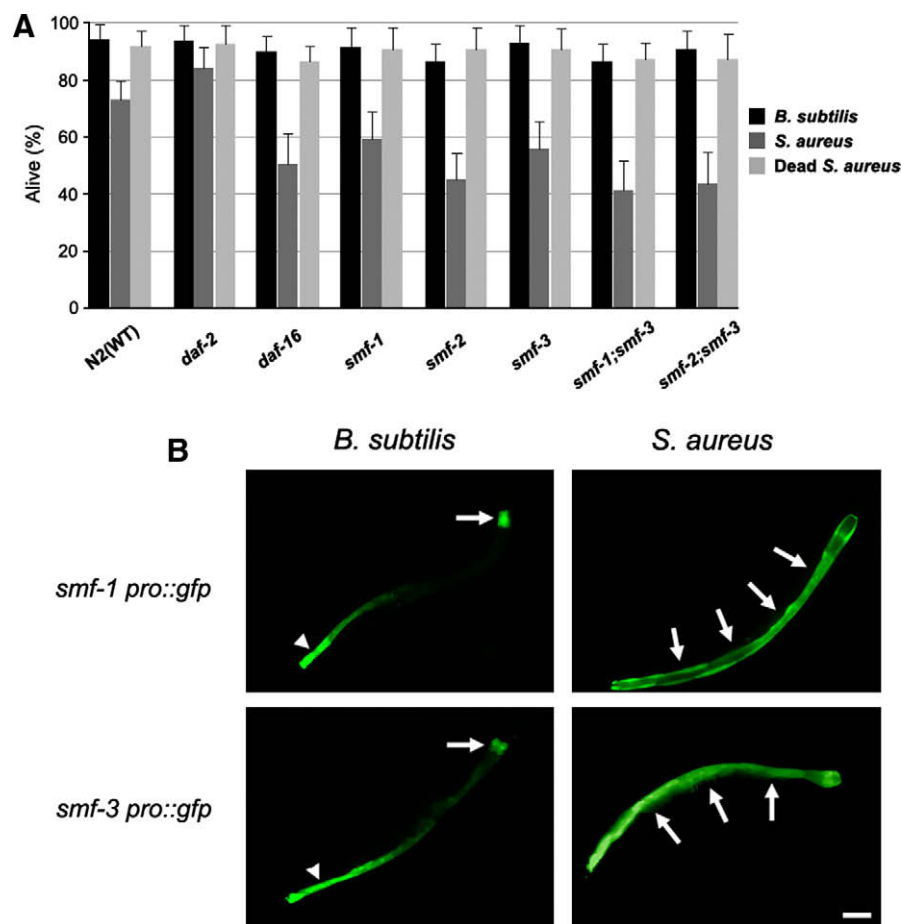 A
Alive (%)
100
80
60
40
20
0
N2(WT)
daf-2
daf-16
smf-1
smf-2
smf-3
smf-1;smf-3
smf-2;smf-3
B. subtilis
S. aureus
Dead S. aureus
B
B. subtilis
S. aureus
smf-1 pro::gfp
smf-3 pro::gfp